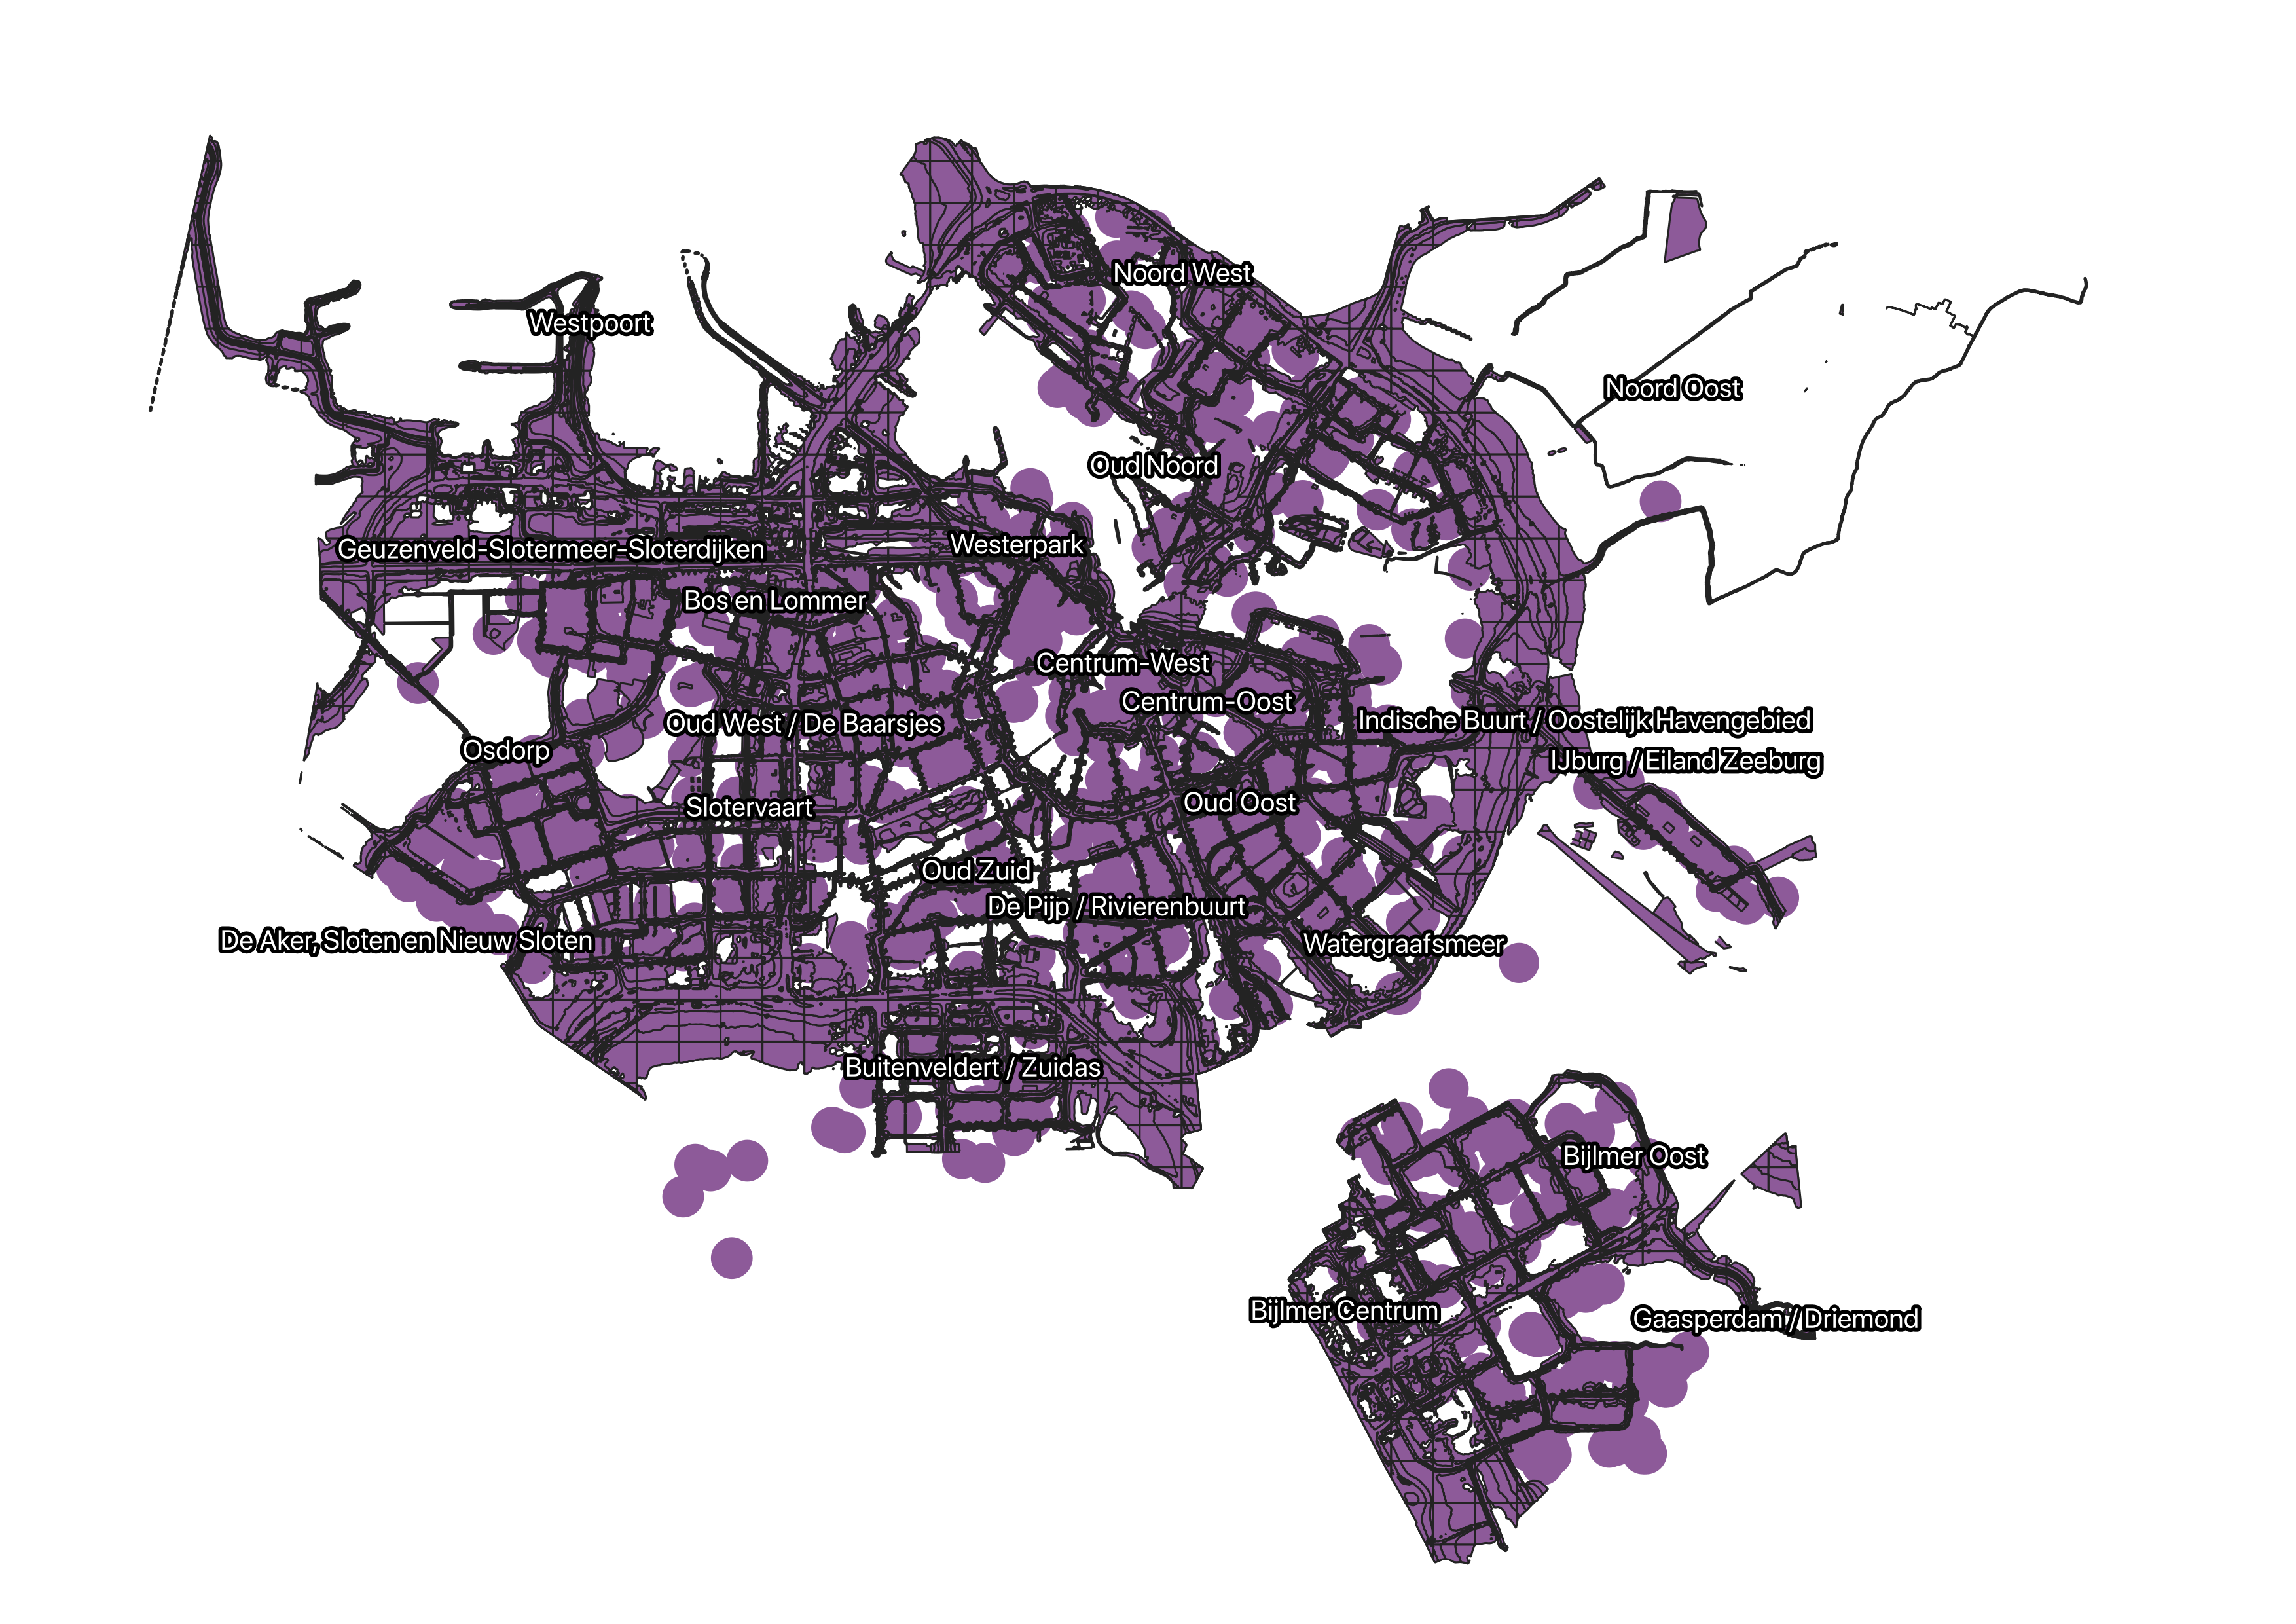 Noord West
Westpoort
Noord Oost
Oud Noord
Geuzenveld-Slotermeer-Sloterdijken
Westerpark
Bos en Lommer
Centrum-West
Centrum-Oost
Oud West / De Baarsjes
Indische Buurt / Oostelijk Havengebied
Osdorp
IJburg / Eiland Zeeburg
Slotervaart
Oud Oost
Oud Zuid
De Pijp / Rivierenbuurt
De Aker, Sloten en Nieuw Sloten
Watergraafsmeer
Buitenveldert / Zuidas
Bijlmer Oost
Bijlmer Centrum
Gaasperdam / Driemond